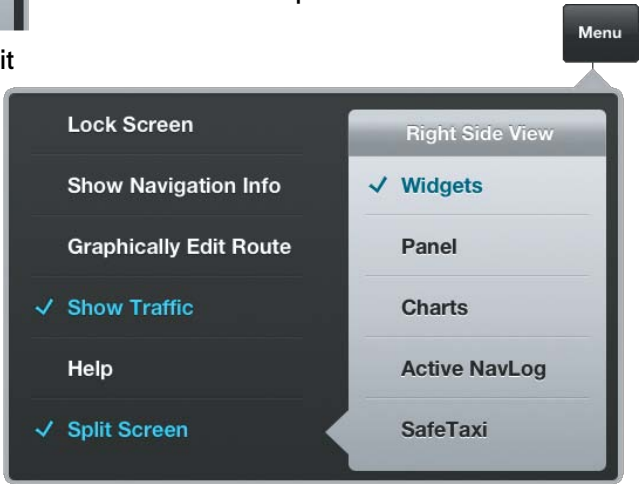 it
Menu
Lock Screen
Show Navigation Info
Graphically Edit Route
Show Traffic
Help
Split Screen
Right Side View
Widgets
Panel
Charts
Active NavLog
SafeTaxi